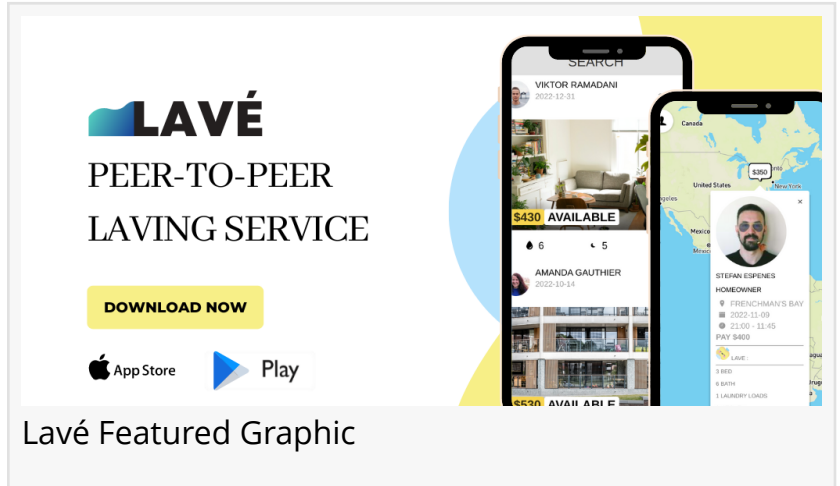 LAVÉ
PEER-TO-PEER
LAVING SERVICE
DOWNLOAD NOW
App Store
Play
SEARCH
VIKTOR RAMADANI
2022-12-31
$430 AVAILABLE
6 5
AMANDA GAUTHIER
2022-10-14
$530 AVAILABLE
Canada
$350
United States
New York
Mexico
×
STEFAN ESPENES
HOMEOWNER
FRENCHMAN'S BAY
2022-11-09
21:00 - 11:45
PAY $400
LAVE :
3 BED
6 BATH
1 LAUNDRY LOADS
Lavé Featured Graphic